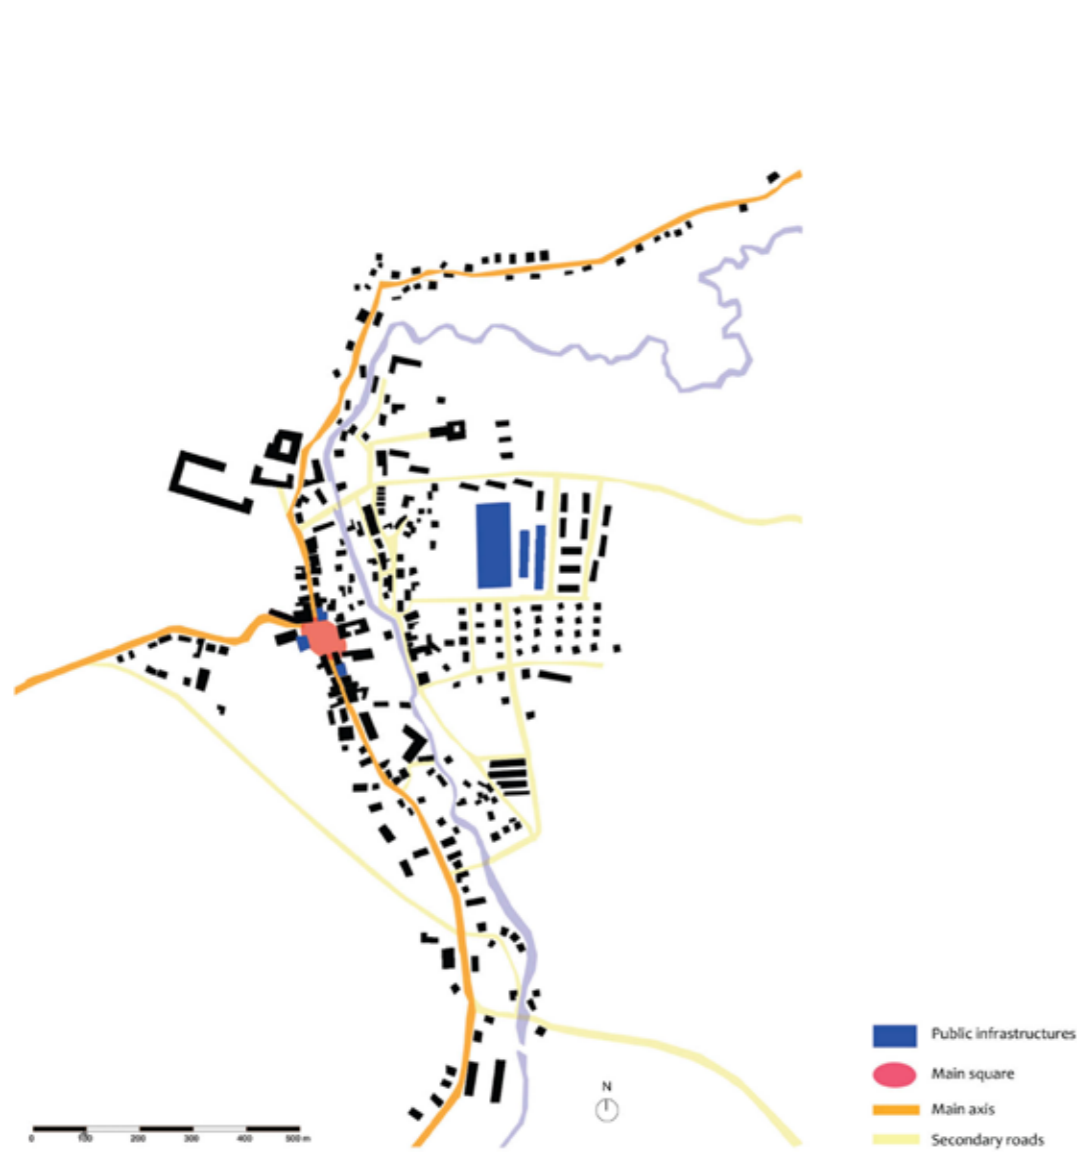 Public infrastructures
Main square
N
Main axis
0 100 200 300 400 500 m
Secondary roads